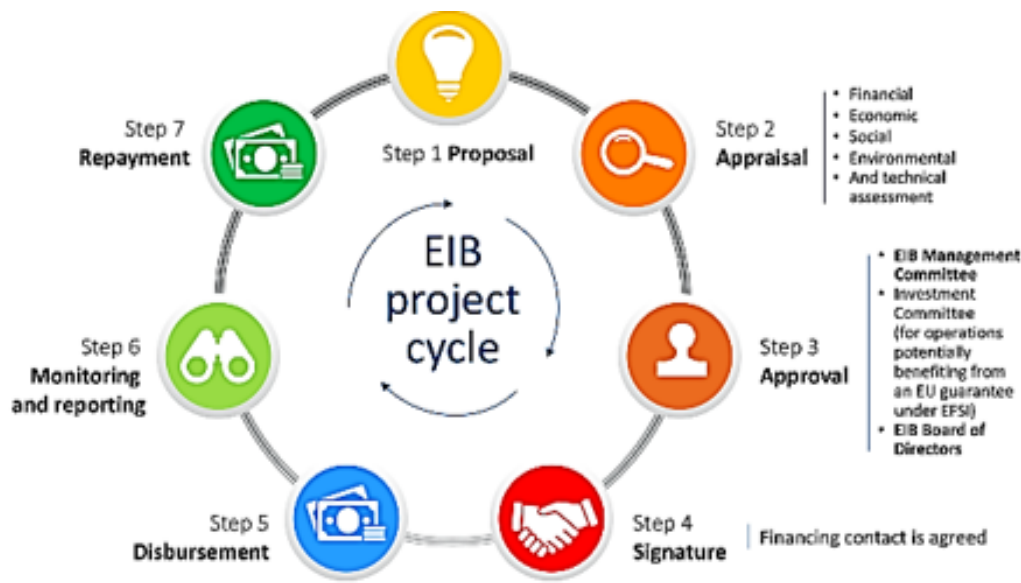 Step 1 Proposal
Step 2
Appraisal
• Financial
• Economic
• Social
• Environmental
• And technical
assessment
Step 3
Approval
• EIB Management
Committee
• Investment
Committee
(for operations
potentially
benefiting from
an EU guarantee
under EFSI)
• EIB Board of
Directors
Step 4
Signature
Financing contact is agreed
Step 5
Disbursement
Step 6
Monitoring
and reporting
Step 7
Repayment
EIB
project
cycle